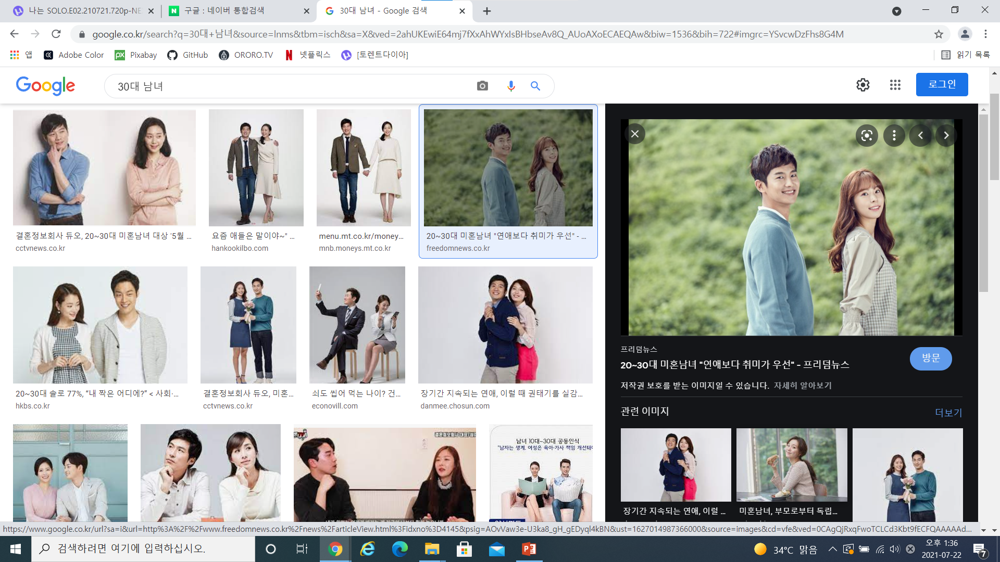 나는 SOLO.E02.210721.720p-NE
구글 : 네이버 통합검색
30대 남녀 - Google 검색
google.co.kr/search?q=30대+남녀&source=lnms&tbm=isch&sa=X&ved=2ahUKEwiE64mj7fXxAhWYxIsBHbseAv8Q_AUoAXoECAEQAw&biw=1536&bih=722#imgrc=YSvcwDzFhs8G4M
앱
Adobe Color
Pixabay
GitHub
ORORO.TV
넷플릭스
[토렌트다이아]
읽기 목록
Google
30대 남녀
로그인
결혼정보회사 듀오, 20~30대 미혼남녀 대상 '5월 ...
cctvnews.co.kr
요즘 애들은 말이야~" ...
hankookilbo.com
menu.mt.co.kr/money...
mnb.moneys.mt.co.kr
20~30대 미혼남녀 "연애보다 취미가 우선" - ...
freedomnews.co.kr
20~30대 솔로 77%, “내 짝은 어디에?” < 사회·...
hkbs.co.kr
결혼정보회사 듀오, 미혼...
cctvnews.co.kr
쇠도 씹어 먹는 나이? 건...
econovill.com
장기간 지속되는 연애, 이럴 때 권태기를 실감...
danmee.chosun.com
남녀 10대~30대 공동인식
"남자는 생계, 여성은 육아·가사 책임 개선돼야
프리덤뉴스
20~30대 미혼남녀 "연애보다 취미가 우선" - 프리덤뉴스
방문
저작권 보호를 받는 이미지일 수 있습니다. 자세히 알아보기
관련 이미지
더보기
장기간 지속되는 연애, 이럴 ...
미혼남녀, 부모로부터 독립...
https://www.google.co.kr/url?sa=i&url=http%3A%2F%2Fwww.freedomnews.co.kr%2Fnews%2FarticleView.html%3Fidxno%3D4145&psig=AOvVaw3e-U3ka8_gH_gEDyql4kBN&ust=1627014987366000&source=images&cd=vfe&ved=0CAgQjRxqFwoTCLCd3Kbt9fECFQAAAAAd...
검색하려면 여기에 입력하십시오.
34°C 맑음
오후 1:36
2021-07-22
7